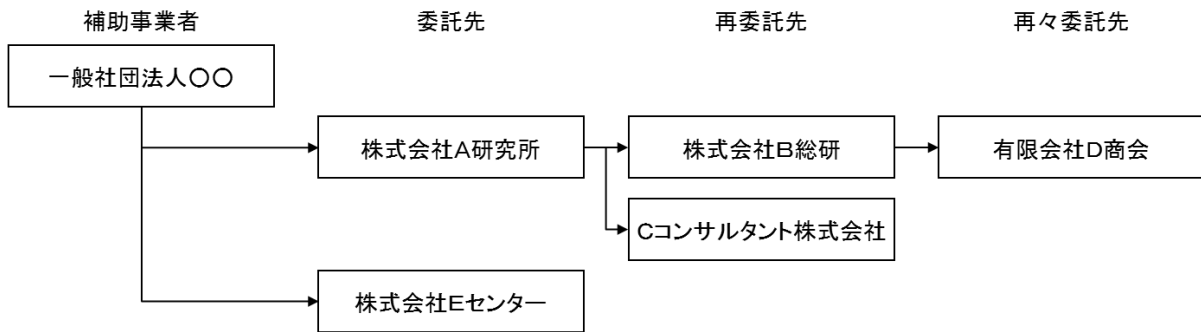 補助事業者 委託先 再委託先 再々委託先
一般社団法人〇〇
株式会社A研究所 株式会社B総研 有限会社D商会
Cコンサルタント株式会社
株式会社Eセンター